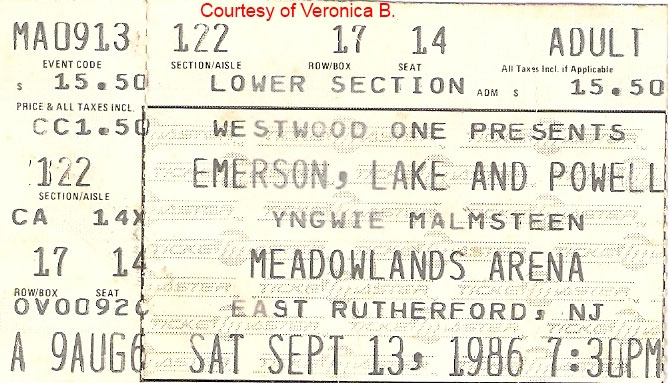 Courtesy of Veronica B.
MA0913 122 17 14 ADULT
EVENT CODE SECTION/AISLE ROW/BOX SEAT All Taxes Incl. if Applicable
$ 15.50 LOWER SECTION ADM $ 15.50
PRICE & ALL TAXES INCL.
CC1.50 WESTWOOD ONE PRESENTS
122 EMERSON, LAKE AND POWELL
SECTION/AISLE
CA 14X YNGWIE MALMSTEEN
17 14 MEADOWLANDS ARENA
ROW/BOX SEAT
OV0092C EAST RUTHERFORD, NJ
A 9AUG6 SAT SEPT 13, 1986 7:30PM